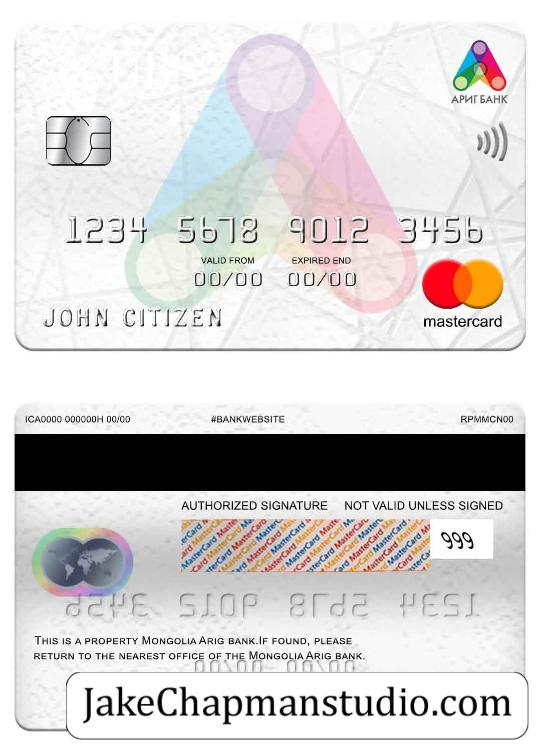 АРИГ БАНК
1234 5678 9012 3456
VALID FROM EXPIRED END
00/00 00/00
JOHN CITIZEN
mastercard
ICA0000 000000H 00/00 #BANKWEBSITE RPMMCN00
AUTHORIZED SIGNATURE NOT VALID UNLESS SIGNED
MasterCard
999
THIS IS A PROPERTY MONGOLIA ARIG BANK.IF FOUND, PLEASE
RETURN TO THE NEAREST OFFICE OF THE MONGOLIA ARIG BANK.
JakeChapmanstudio.com